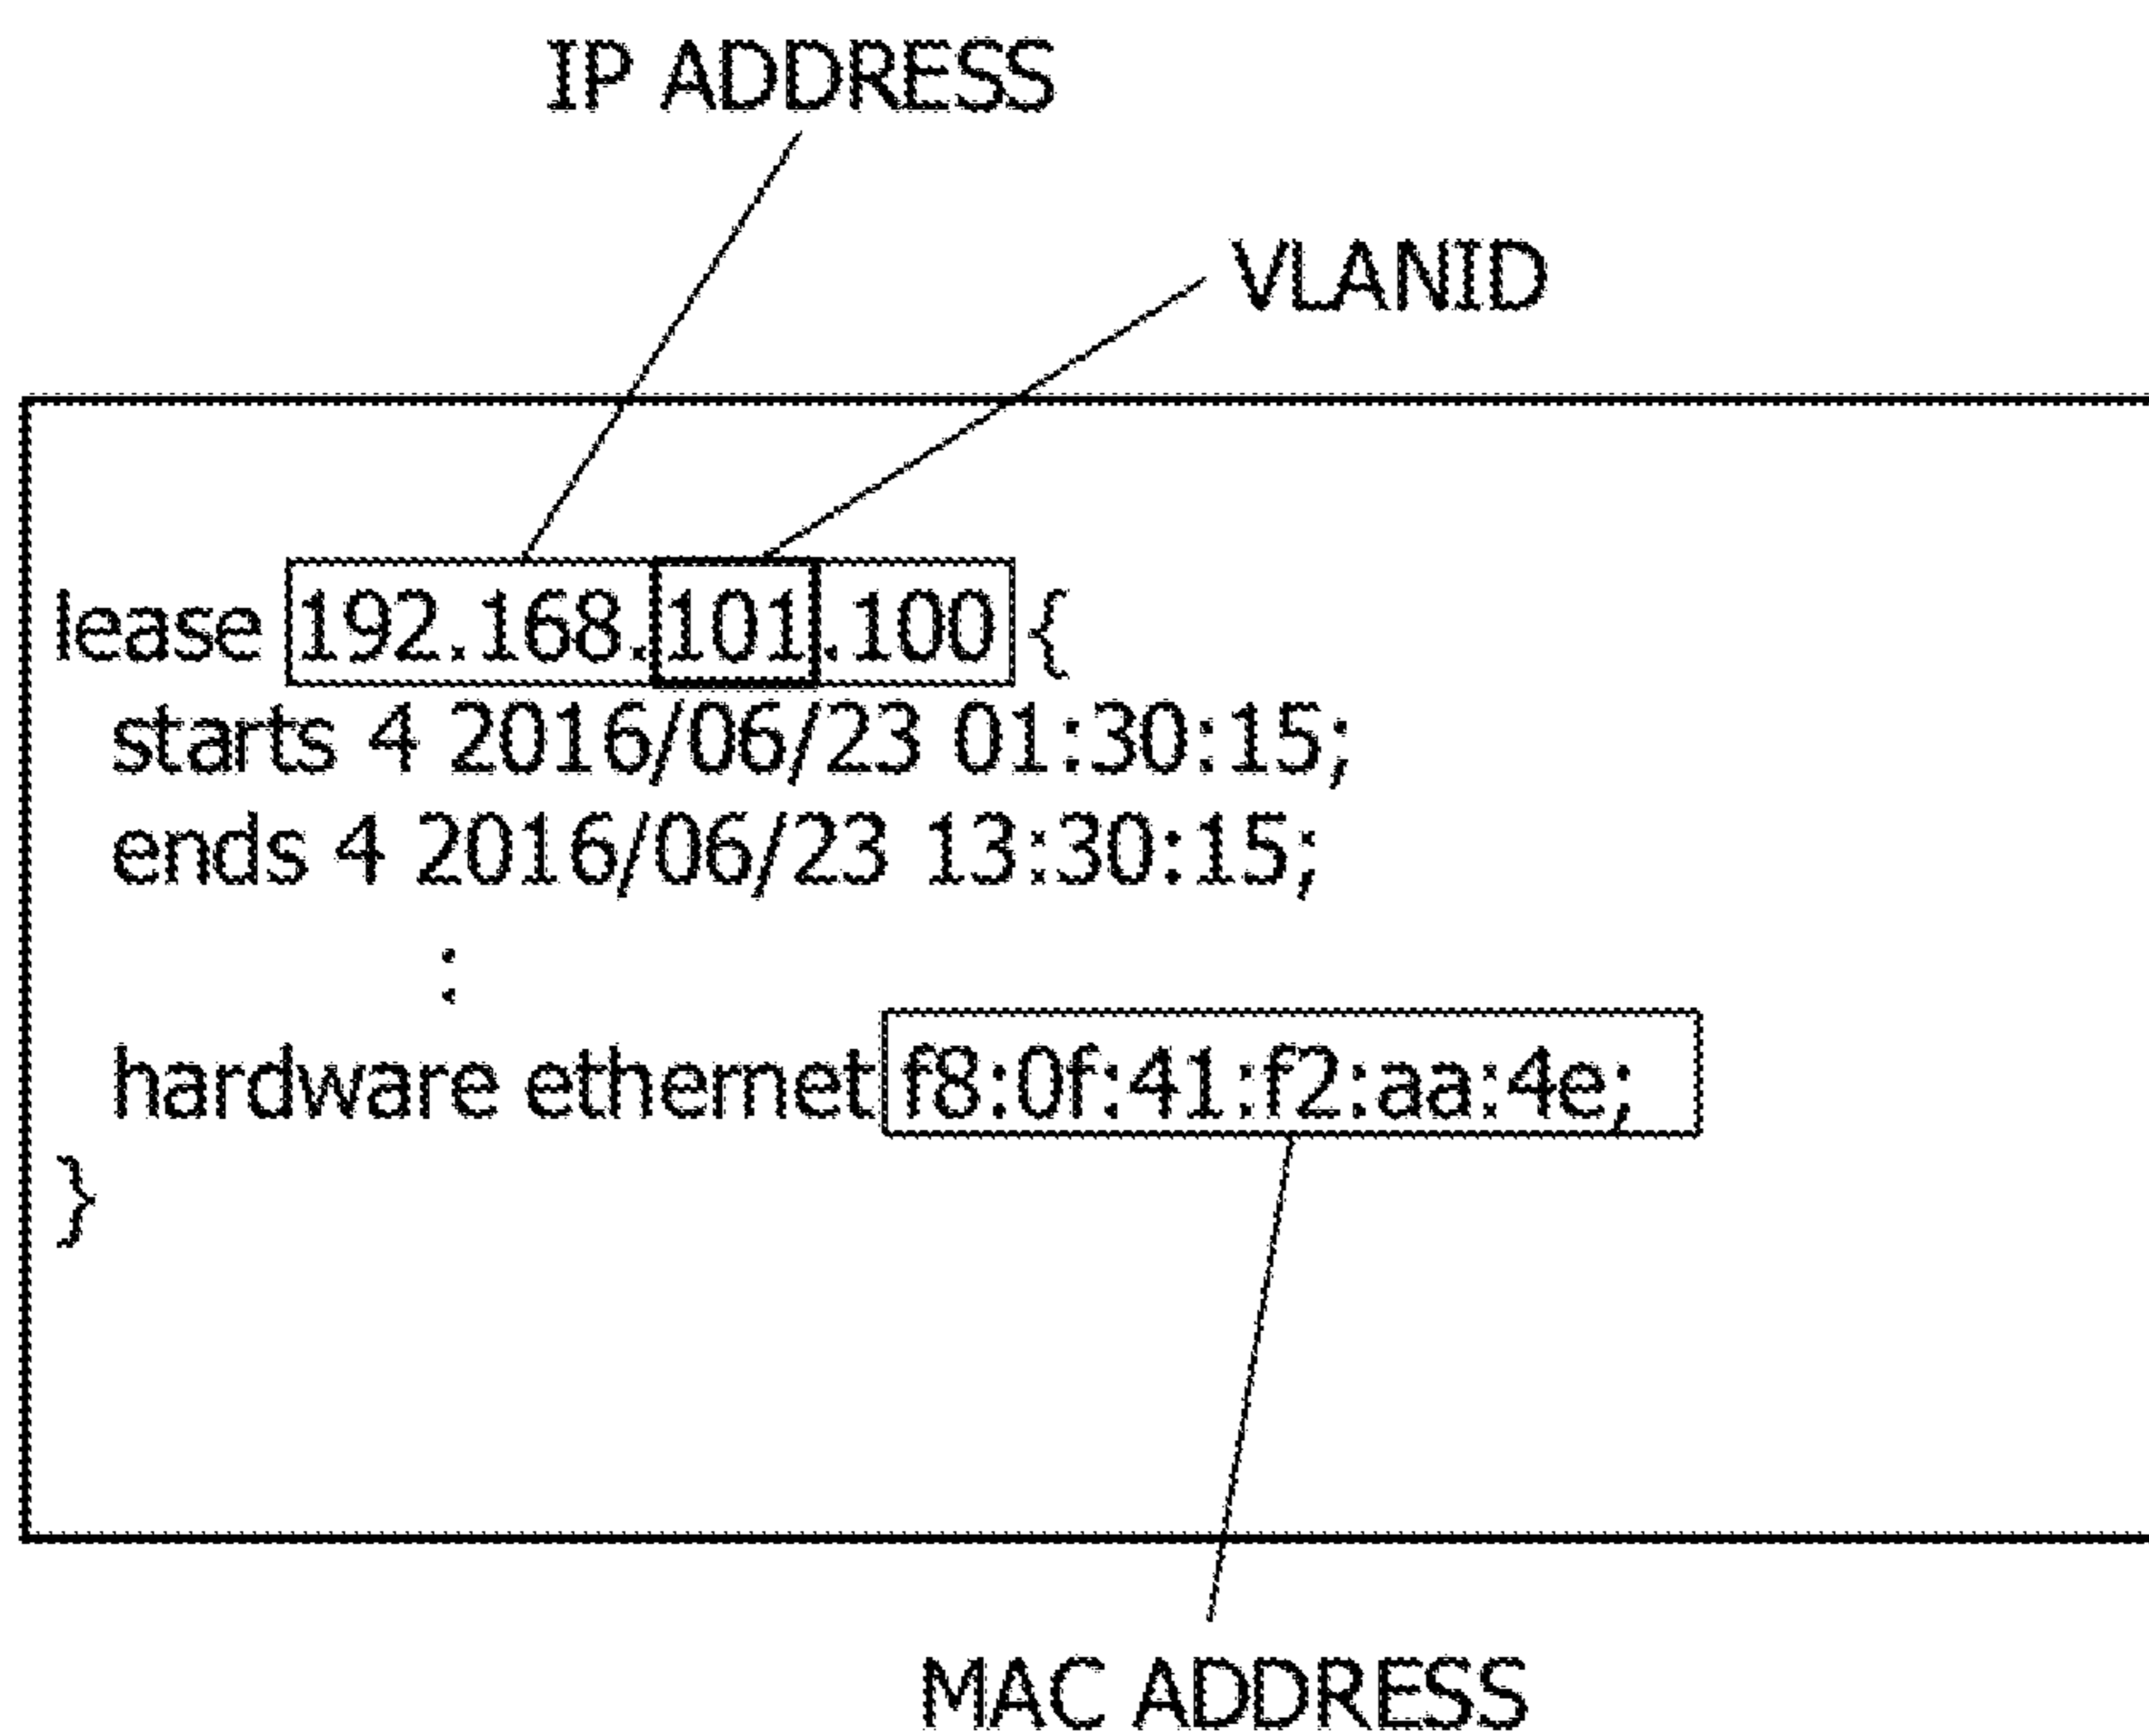 IP ADDRESS
VLANID
lease 192.168.101.100 {
starts 4 2016/06/23 01:30:15;
ends 4 2016/06/23 13:30:15;
:
hardware ethernet f8:0f:41:f2:aa:4e;
}
MAC ADDRESS